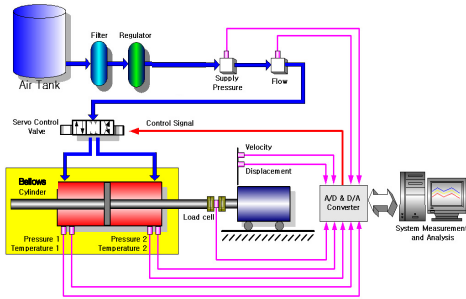 Filter
Regulator
Air Tank
Supply
Pressure
Flow
Servo Control
Valve
Control Signal
Velocity
Displacement
Bellows
Cylinder
Load cell
A/D & D/A
Converter
System Measurement
and Analysis
Pressure 1
Temperature 1
Pressure 2
Temperature 2